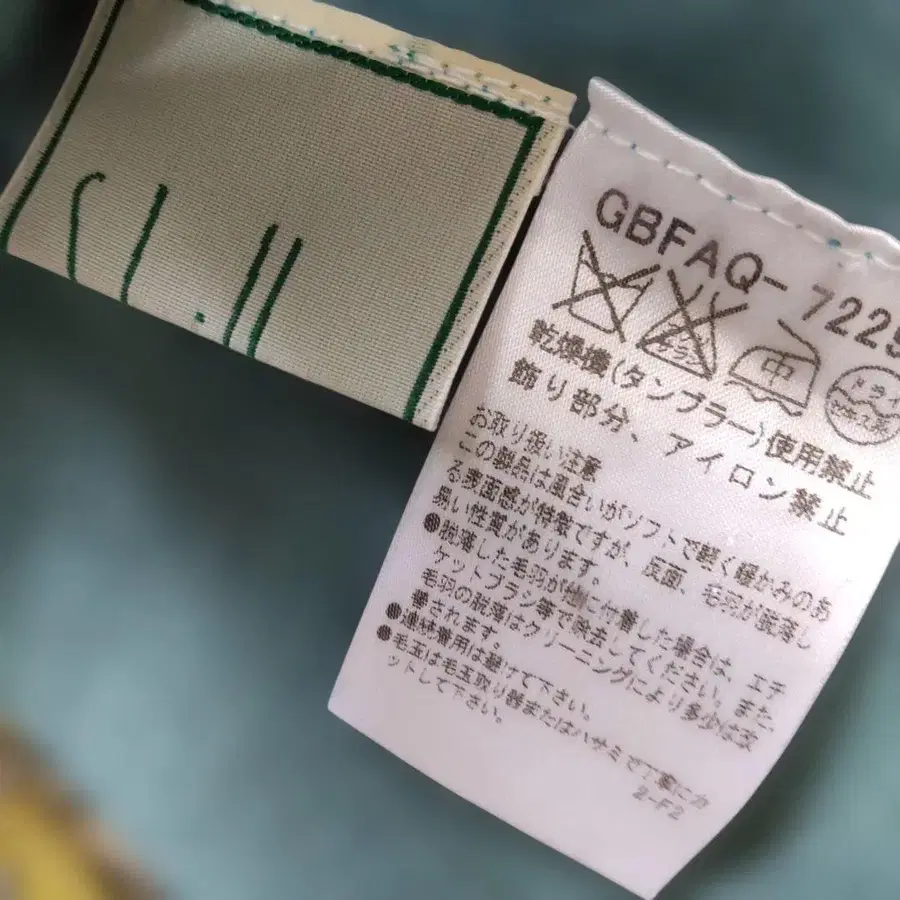 GBFAQ-7225
中
ドライ
乾燥機(タンブラー)使用禁止
飾り部分、アイロン禁止
お取り扱い注意
この製品は風合いがソフトで軽く暖かみのあ
る表面感が特徴ですが、反面、毛羽が脱落し
易い性質があります。
●脱落した毛羽が他に付着した場合は、エチ
ケットブラシ等で除去してください。また、
毛羽の脱落はクリーニングにより多少は改
善されます。
●連続着用は避けて下さい。
●毛玉は毛玉取り器またはハサミで丁寧にカ
ットして下さい。
2-F2